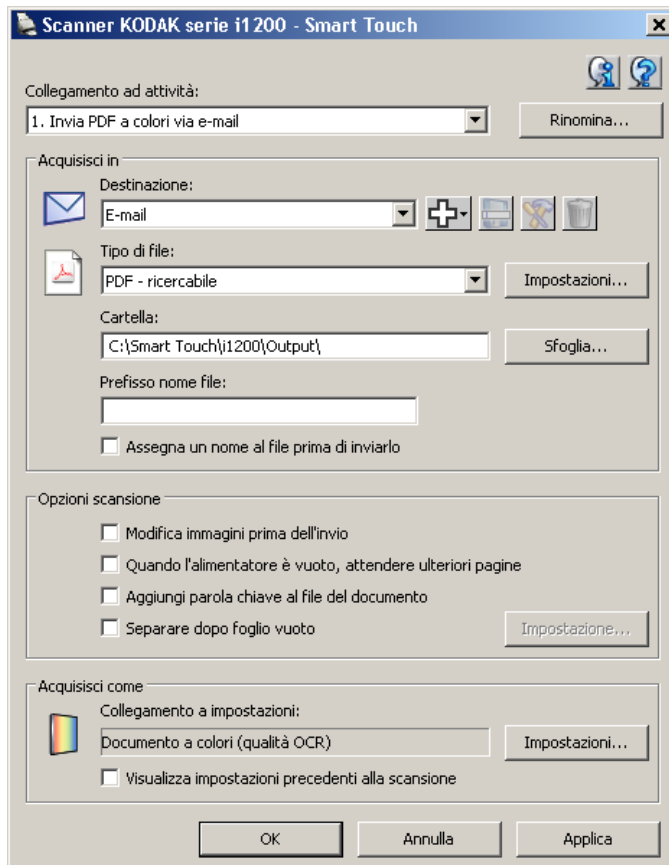 Scanner KODAK serie i1200 - Smart Touch
Collegamento ad attività:
1. Invia PDF a colori via e-mail
Rinomina...
Acquisisci in
Destinazione:
E-mail
Tipo di file:
PDF - ricercabile
Impostazioni...
Cartella:
C:\Smart Touch\i1200\Output\
Sfoglia...
Prefisso nome file:
Assegna un nome al file prima di inviarlo
Opzioni scansione
Modifica immagini prima dell'invio
Quando l'alimentatore è vuoto, attendere ulteriori pagine
Aggiungi parola chiave al file del documento
Separare dopo foglio vuoto
Impostazione...
Acquisisci come
Collegamento a impostazioni:
Documento a colori (qualità OCR)
Impostazioni...
Visualizza impostazioni precedenti alla scansione
OK
Annulla
Applica